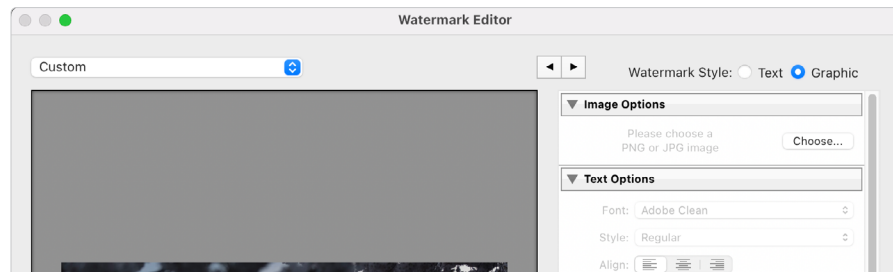 Watermark Editor
Custom
Watermark Style: Text Graphic
Image Options
Please choose a
PNG or JPG image
Choose...
Text Options
Font: Adobe Clean
Style: Regular
Align: